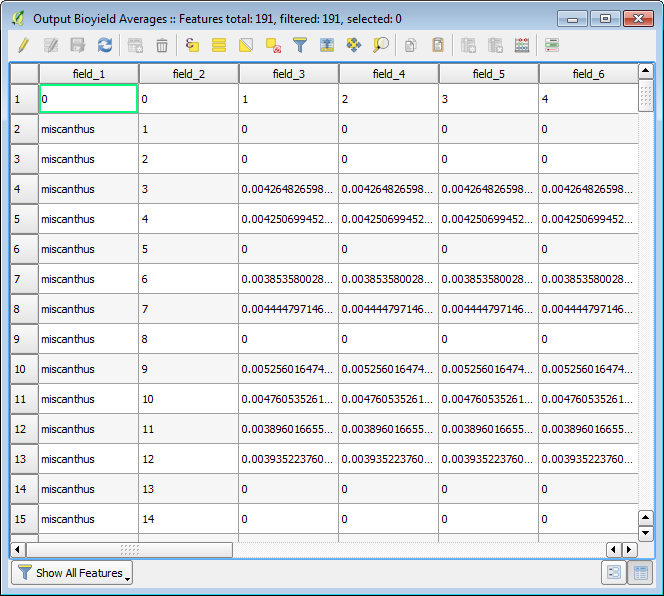 Output Bioyield Averages :: Features total: 191, filtered: 191, selected: 0
field_1 field_2 field_3 field_4 field_5 field_6
1 0 0 1 2 3 4
2 miscanthus 1 0 0 0 0
3 miscanthus 2 0 0 0 0
4 miscanthus 3 0.004264826598... 0.004264826598... 0.004264826598... 0.004264826598...
5 miscanthus 4 0.004250699452... 0.004250699452... 0.004250699452... 0.004250699452...
6 miscanthus 5 0 0 0 0
7 miscanthus 6 0.003853580028... 0.003853580028... 0.003853580028... 0.003853580028...
8 miscanthus 7 0.004444797146... 0.004444797146... 0.004444797146... 0.004444797146...
9 miscanthus 8 0 0 0 0
10 miscanthus 9 0.005256016474... 0.005256016474... 0.005256016474... 0.005256016474...
11 miscanthus 10 0.004760535261... 0.004760535261... 0.004760535261... 0.004760535261...
12 miscanthus 11 0.003896016655... 0.003896016655... 0.003896016655... 0.003896016655...
13 miscanthus 12 0.003935223760... 0.003935223760... 0.003935223760... 0.003935223760...
14 miscanthus 13 0 0 0 0
15 miscanthus 14 0 0 0 0
Show All Features